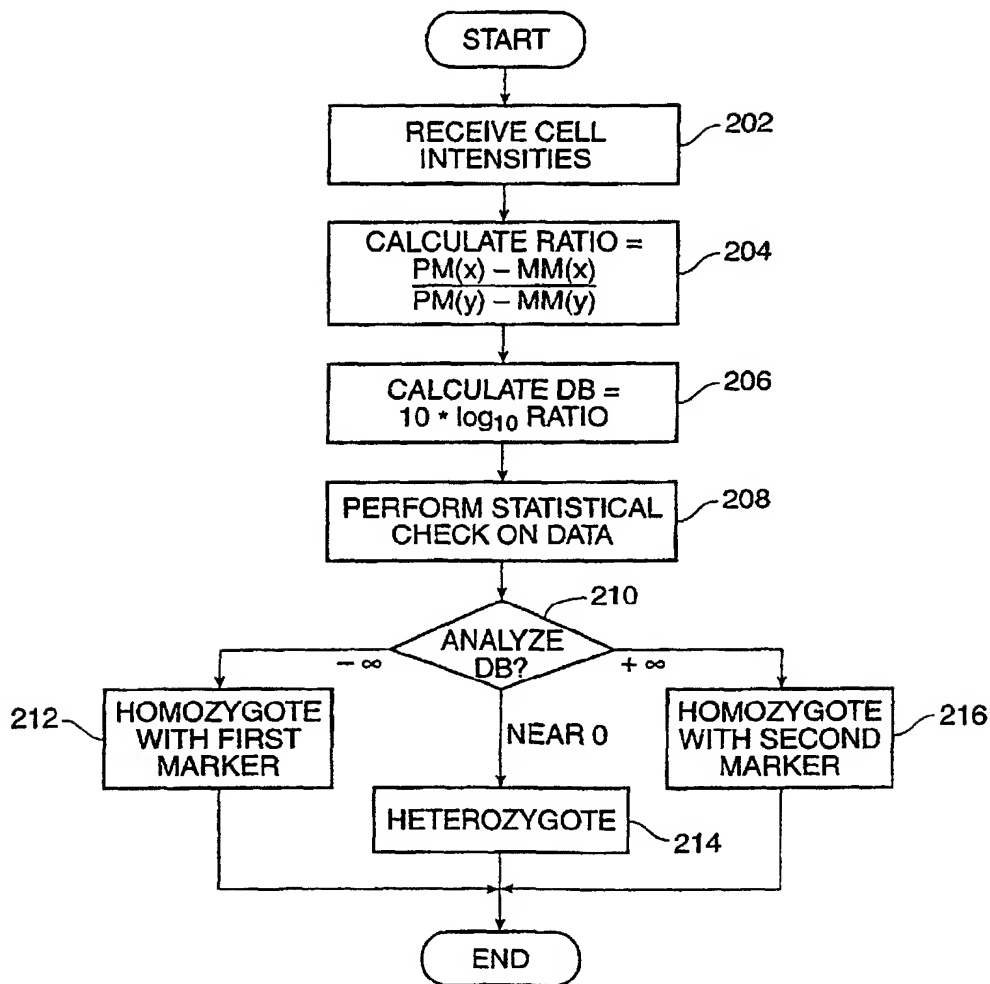 START
RECEIVE CELL
INTENSITIES
202
CALCULATE RATIO =
PM(x) – MM(x)
PM(y) – MM(y)
204
CALCULATE DB =
10 * log₁₀ RATIO
206
PERFORM STATISTICAL
CHECK ON DATA
208
210
ANALYZE
DB?
– ∞
+ ∞
NEAR 0
212
HOMOZYGOTE
WITH FIRST
MARKER
HOMOZYGOTE
WITH SECOND
MARKER
216
HETEROZYGOTE
214
END